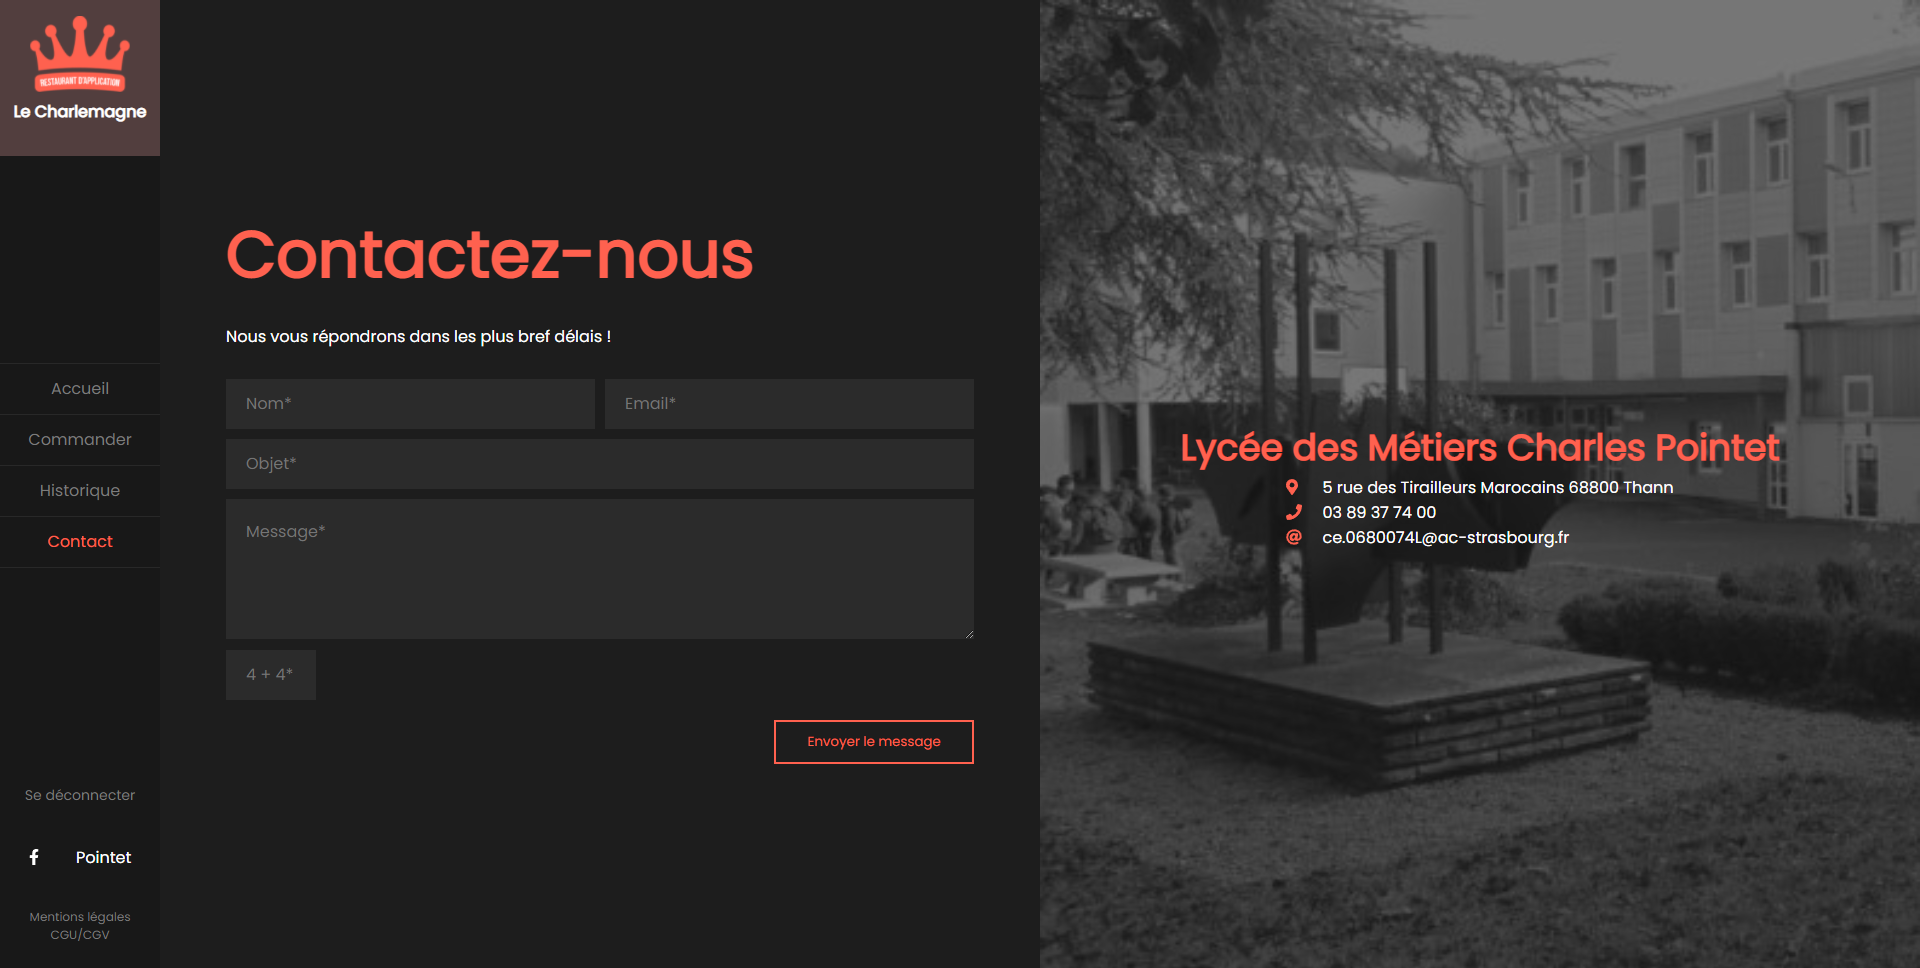 RESTAURANT D'APPLICATION
Le Charlemagne
Accueil
Commander
Historique
Contact
Se déconnecter
Pointet
Mentions légales
CGU/CGV
Contactez-nous
Nous vous répondrons dans les plus bref délais !
Nom*
Email*
Objet*
Message*
4 + 4*
Envoyer le message
Lycée des Métiers Charles Pointet
5 rue des Tirailleurs Marocains 68800 Thann
03 89 37 74 00
ce.0680074L@ac-strasbourg.fr